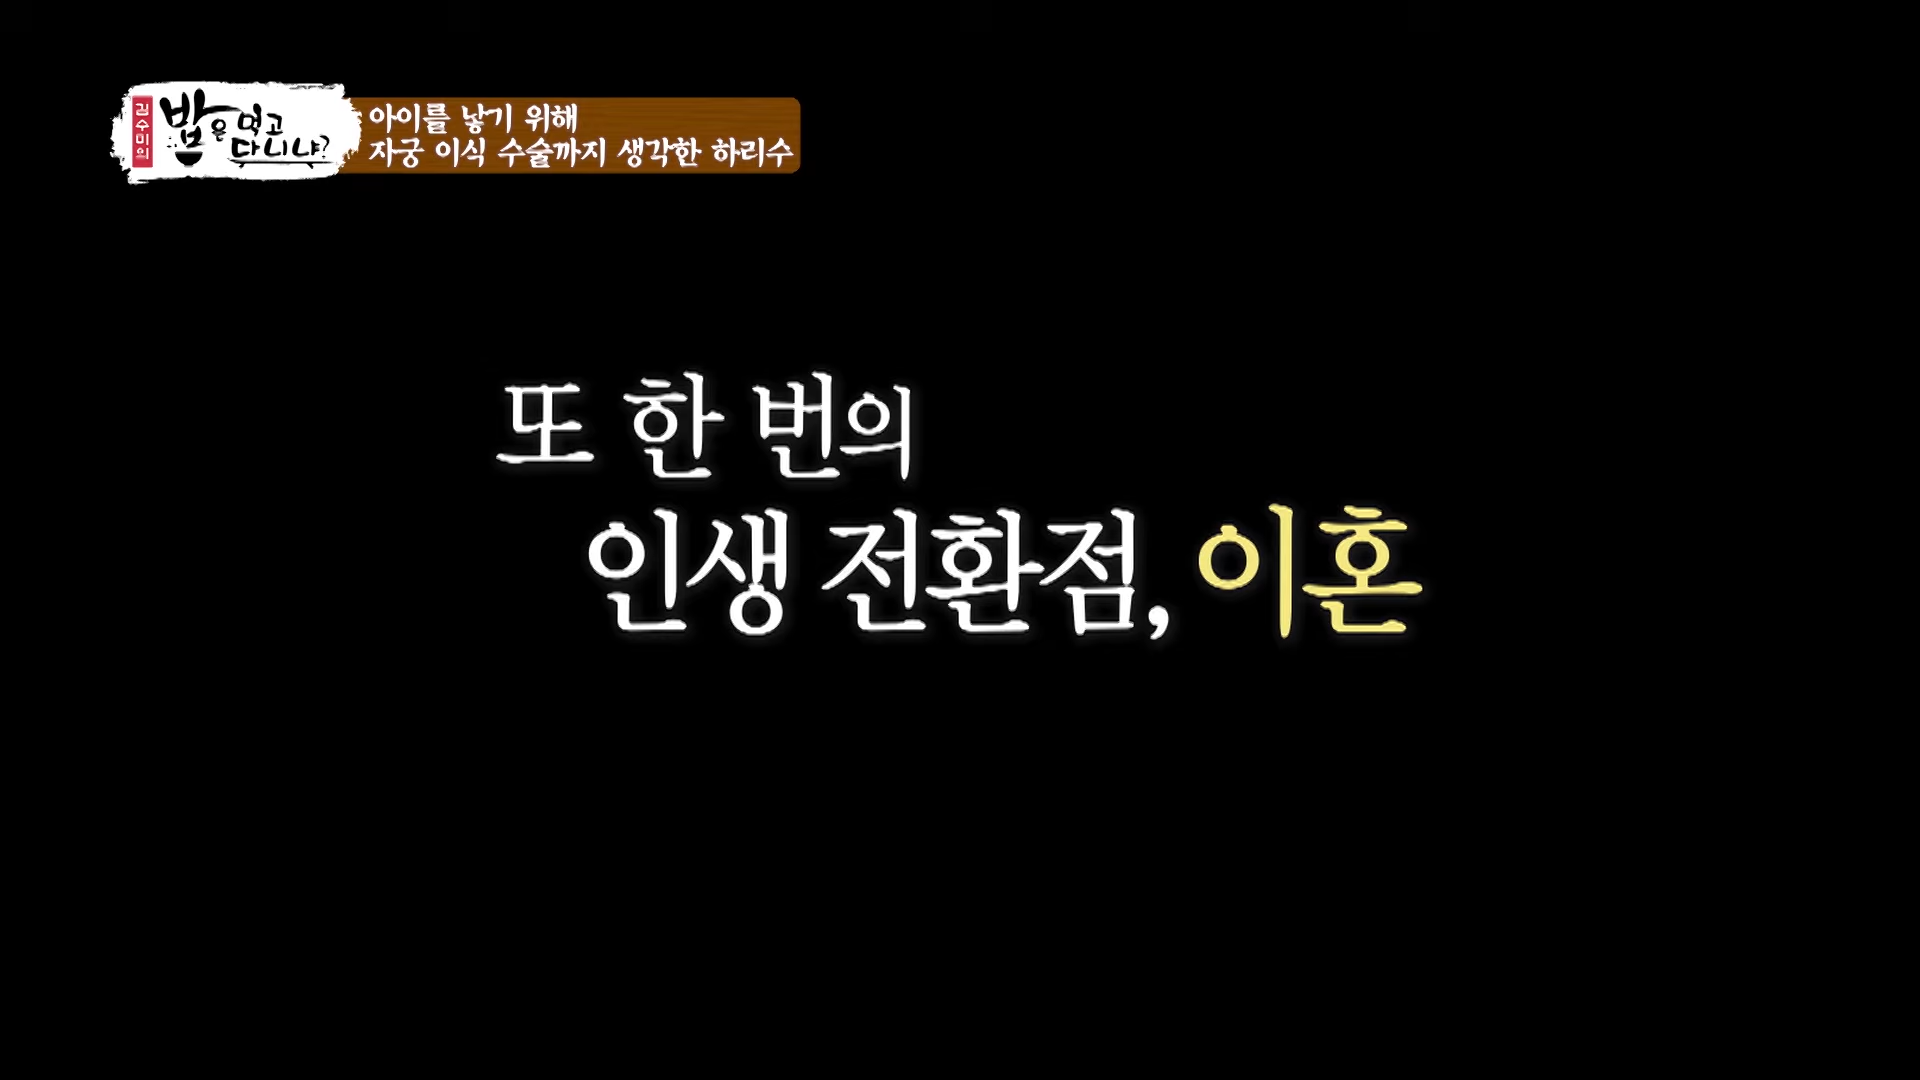 김수미의
밥은 먹고
다니냐?
아이를 낳기 위해
자궁 이식 수술까지 생각한 하리수
또 한 번의
인생 전환점, 이혼